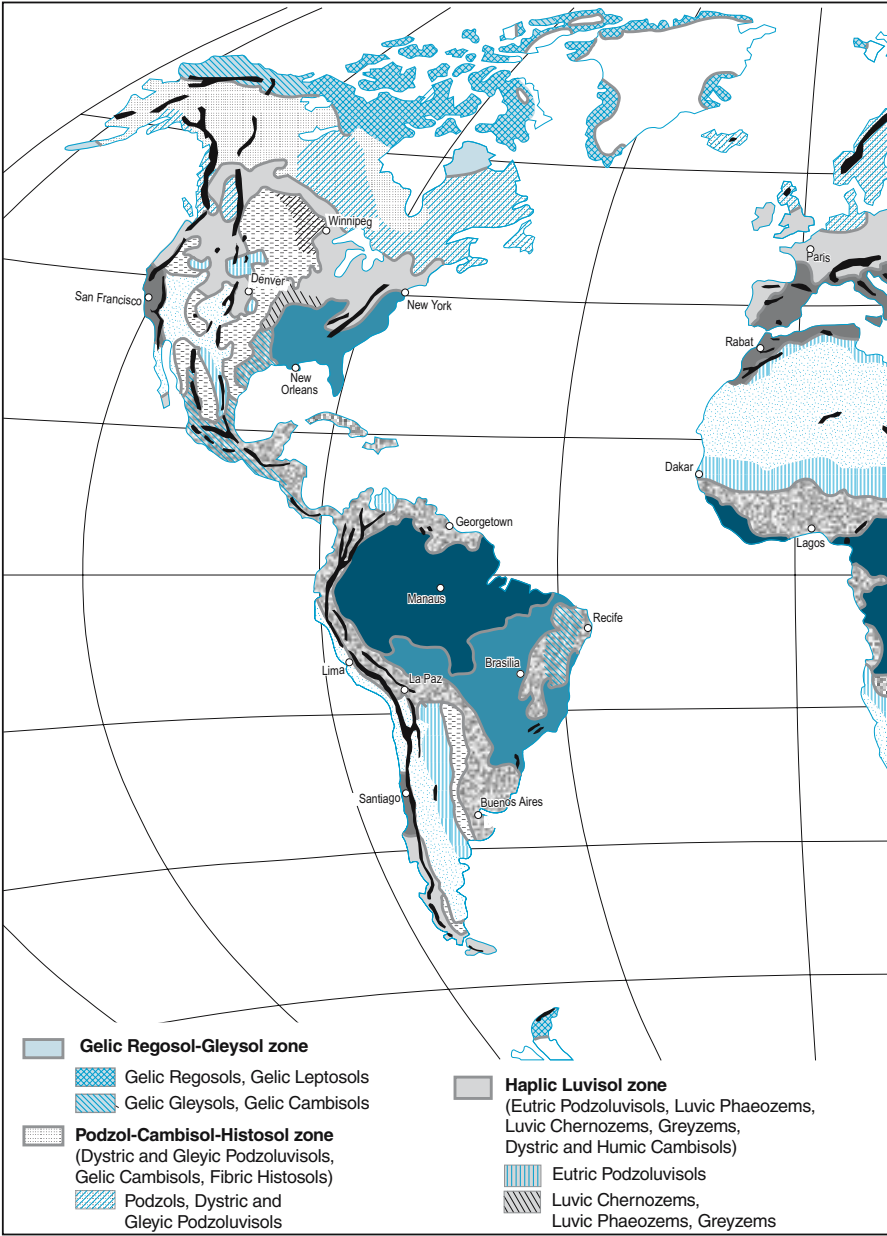 Winnipeg
Paris
Denver
San Francisco
New York
Rabat
New
Orleans
Dakar
Georgetown
Lagos
Manaus
Recife
Brasilia
Lima
La Paz
Santiago
Buenos Aires
Gelic Regosol-Gleysol zone
Gelic Regosols, Gelic Leptosols
Gelic Gleysols, Gelic Cambisols
Podzol-Cambisol-Histosol zone
(Dystric and Gleyic Podzoluvisols,
Gelic Cambisols, Fibric Histosols)
Podzols, Dystric and
Gleyic Podzoluvisols
Haplic Luvisol zone
(Eutric Podzoluvisols, Luvic Phaeozems,
Luvic Chernozems, Greyzems,
Dystric and Humic Cambisols)
Eutric Podzoluvisols
Luvic Chernozems,
Luvic Phaeozems, Greyzems